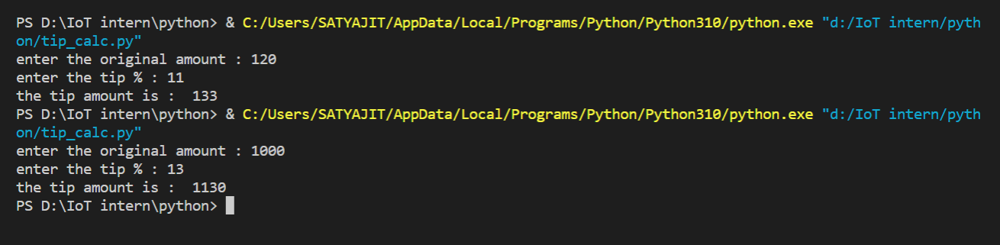 PS D:\IoT intern\python> & C:/Users/SATYAJIT/AppData/Local/Programs/Python/Python310/python.exe "d:/IoT intern/pyth
on/tip_calc.py"
enter the original amount : 120
enter the tip % : 11
the tip amount is :  133
PS D:\IoT intern\python> & C:/Users/SATYAJIT/AppData/Local/Programs/Python/Python310/python.exe "d:/IoT intern/pyth
on/tip_calc.py"
enter the original amount : 1000
enter the tip % : 13
the tip amount is :  1130
PS D:\IoT intern\python>